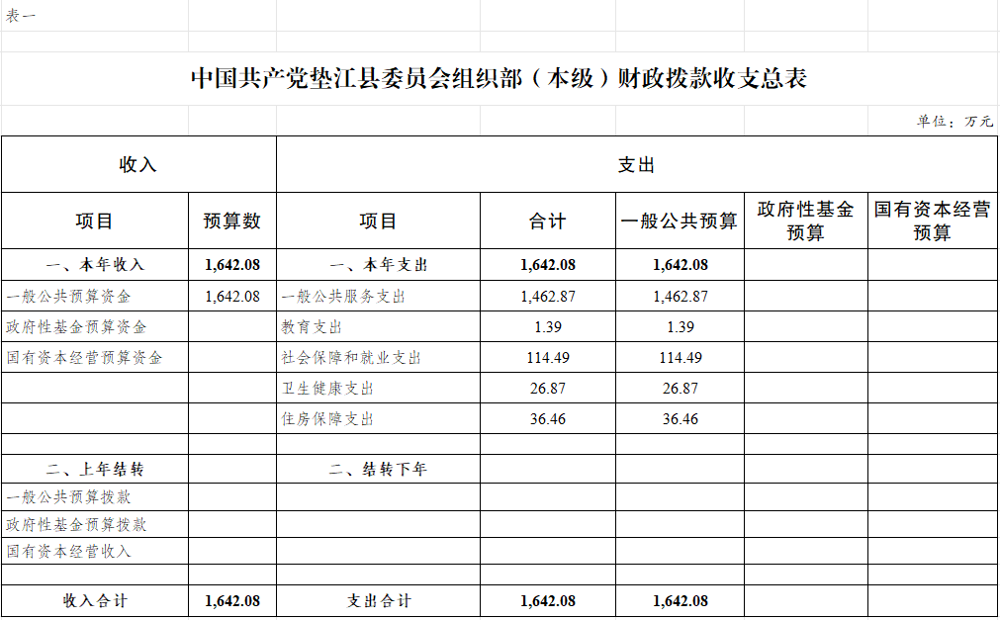 表一
中国共产党垫江县委员会组织部（本级）财政拨款收支总表
单位：万元
收入 支出
项目 预算数 项目 合计 一般公共预算 政府性基金预算 国有资本经营预算
一、本年收入 1,642.08 一、本年支出 1,642.08 1,642.08
一般公共预算资金 1,642.08 一般公共服务支出 1,462.87 1,462.87
政府性基金预算资金 教育支出 1.39 1.39
国有资本经营预算资金 社会保障和就业支出 114.49 114.49
卫生健康支出 26.87 26.87
住房保障支出 36.46 36.46
二、上年结转 二、结转下年
一般公共预算拨款
政府性基金预算拨款
国有资本经营收入
收入合计 1,642.08 支出合计 1,642.08 1,642.08